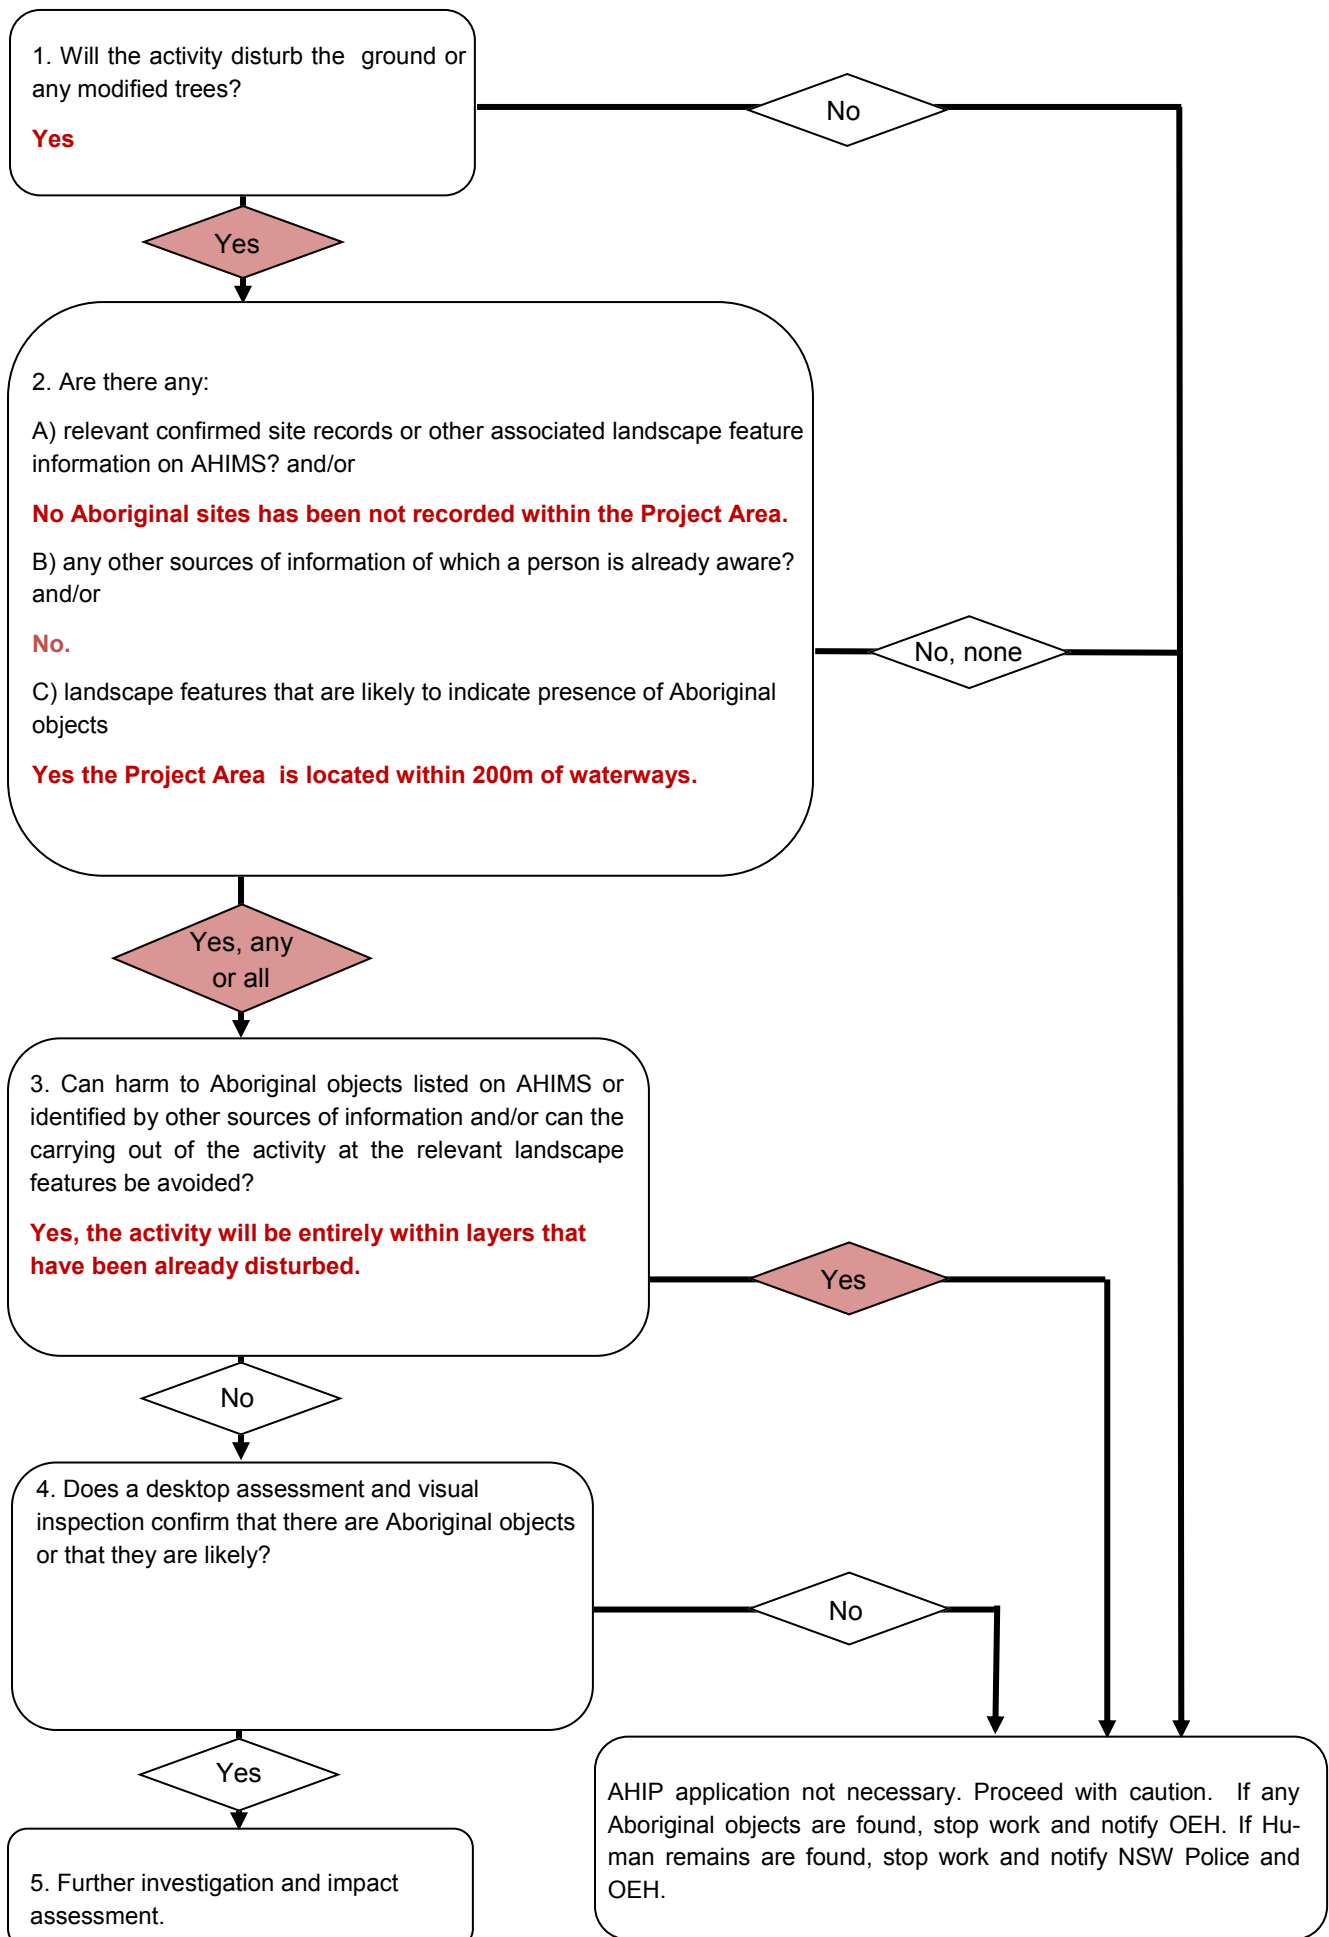 1. Will the activity disturb the ground or
any modified trees?
Yes
No
Yes
2. Are there any:
A) relevant confirmed site records or other associated landscape feature
information on AHIMS? and/or
No Aboriginal sites has been not recorded within the Project Area.
B) any other sources of information of which a person is already aware?
and/or
No.
C) landscape features that are likely to indicate presence of Aboriginal
objects
Yes the Project Area is located within 200m of waterways.
No, none
Yes, any
or all
3. Can harm to Aboriginal objects listed on AHIMS or
identified by other sources of information and/or can the
carrying out of the activity at the relevant landscape
features be avoided?
Yes, the activity will be entirely within layers that
have been already disturbed.
Yes
No
4. Does a desktop assessment and visual
inspection confirm that there are Aboriginal objects
or that they are likely?
No
Yes
AHIP application not necessary. Proceed with caution. If any
Aboriginal objects are found, stop work and notify OEH. If Hu-
man remains are found, stop work and notify NSW Police and
OEH.
5. Further investigation and impact
assessment.